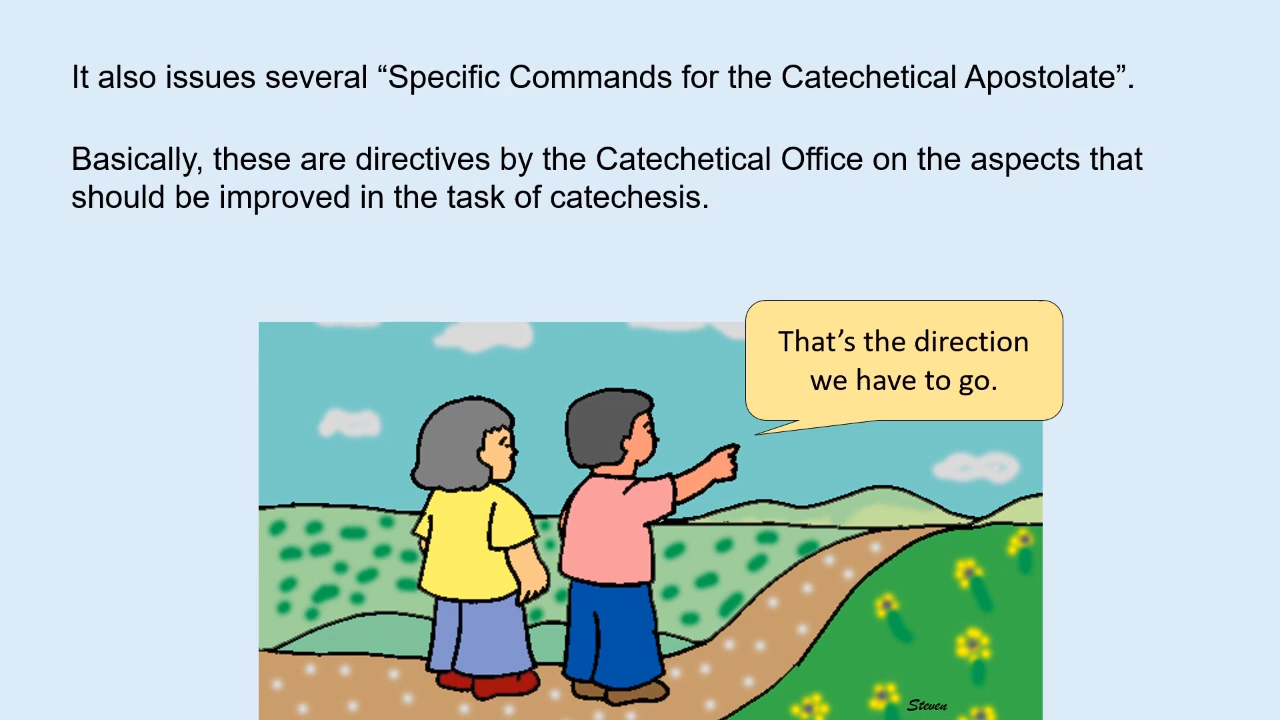 It also issues several “Specific Commands for the Catechetical Apostolate”.
Basically, these are directives by the Catechetical Office on the aspects that
should be improved in the task of catechesis.
That’s the direction
we have to go.
Steven